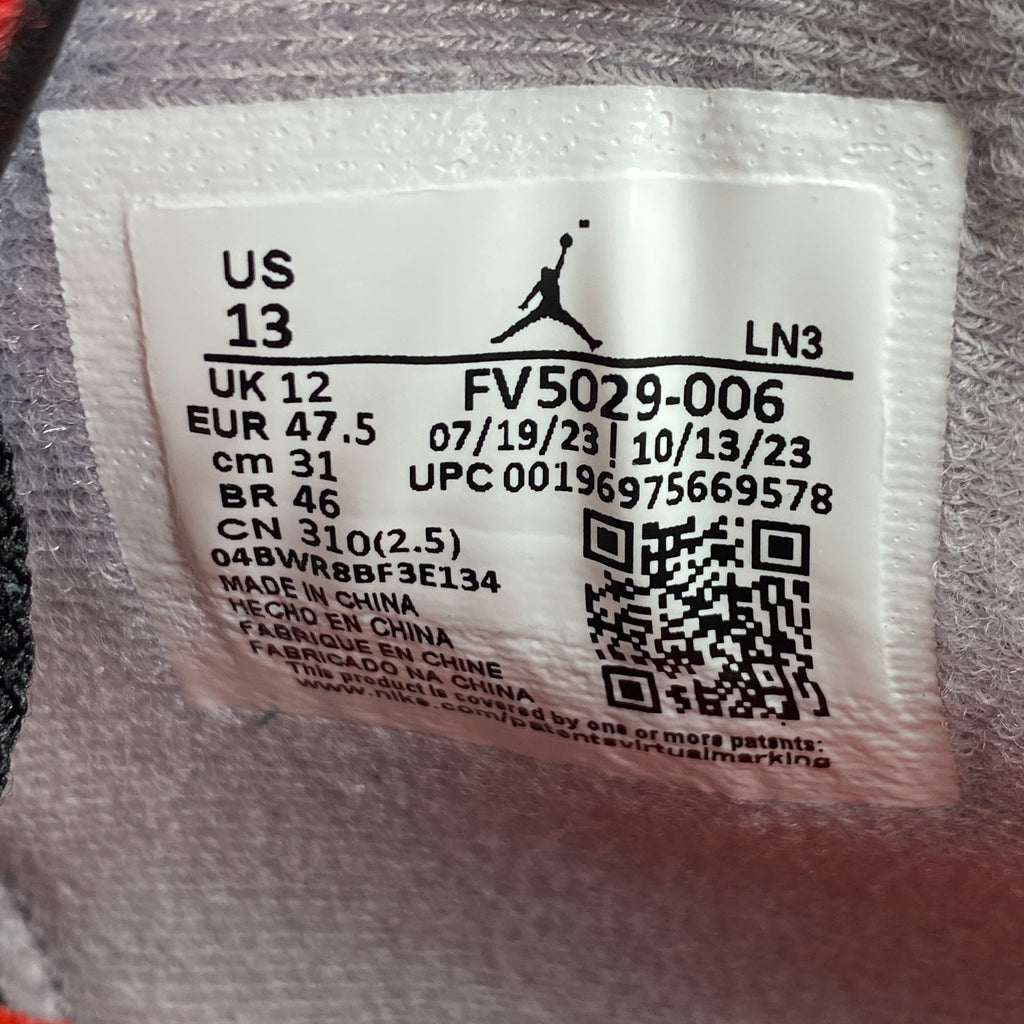 US
13
LN3
UK 12
EUR 47.5
cm 31
BR 46
CN 310(2.5)
FV5029-006
07/19/23 | 10/13/23
UPC 00196975669578
04BWR8BF3E134
MADE IN CHINA
HECHO EN CHINA
FABRIQUE EN CHINE
FABRICADO NA CHINA
This product is covered by one or more patents:
www.nike.com/patentsvirtualmarking